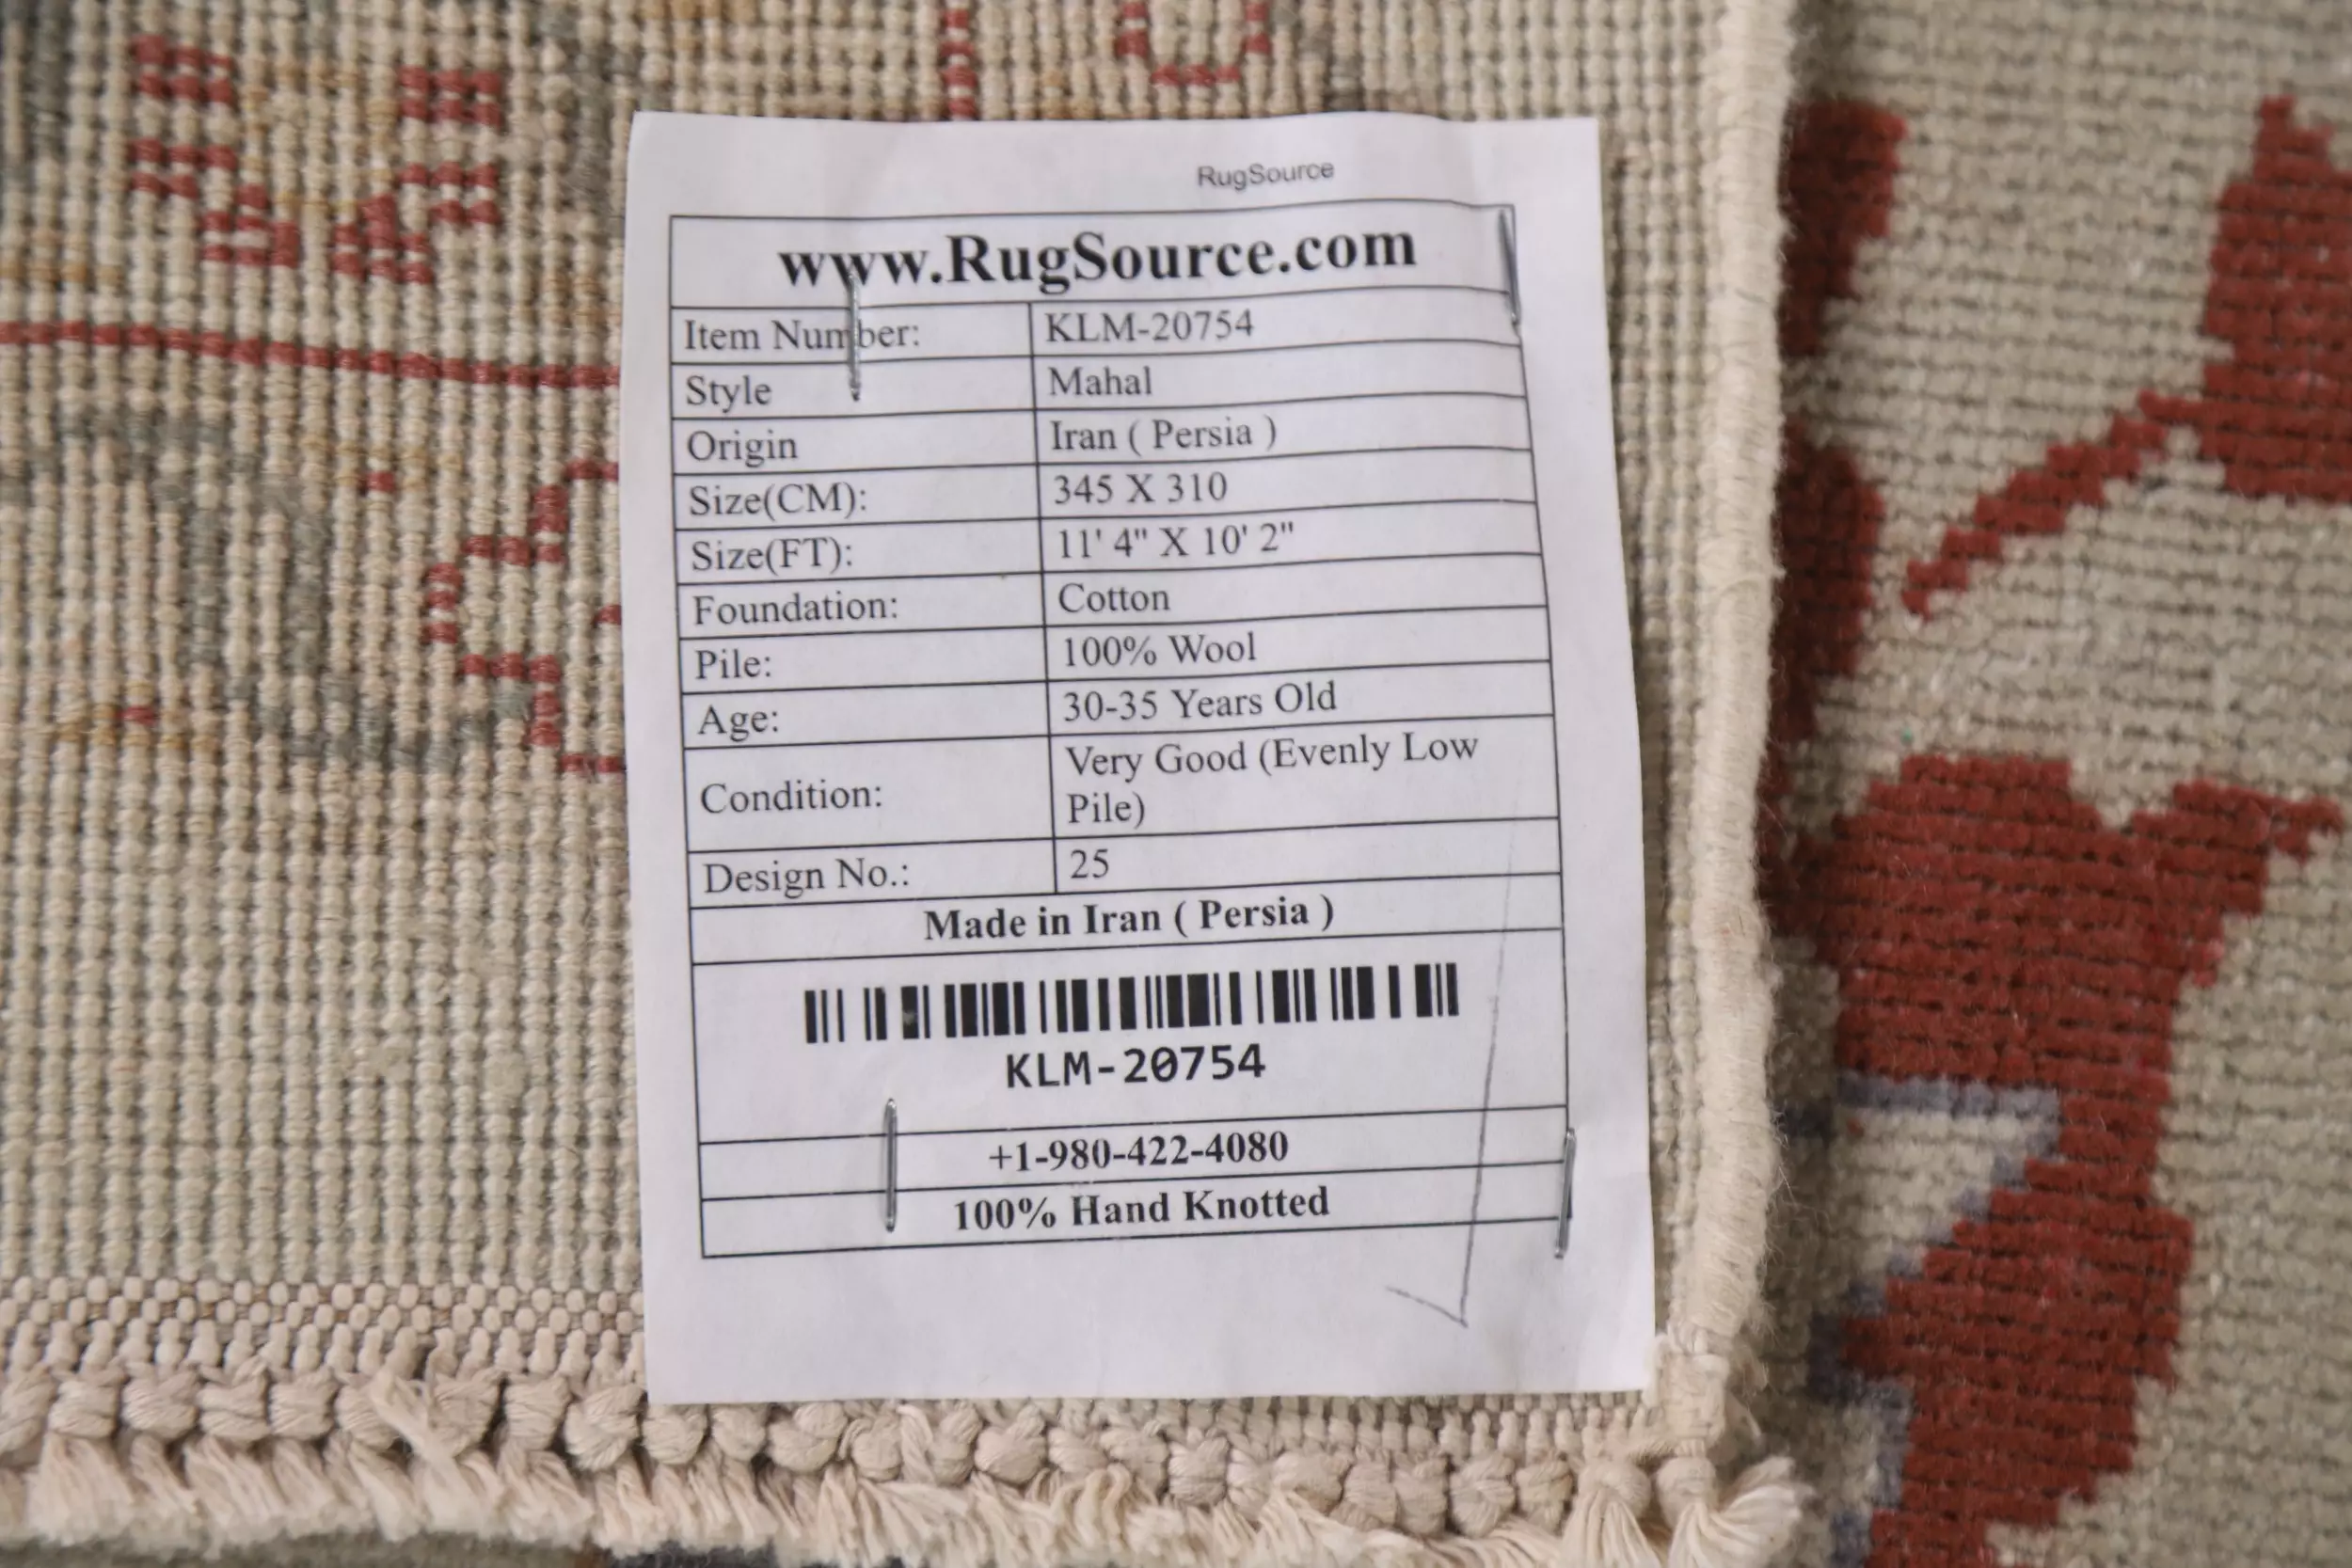 RugSource
www.RugSource.com
Item Number: KLM-20754
Style Mahal
Origin Iran ( Persia )
Size(CM): 345 X 310
Size(FT): 11' 4" X 10' 2"
Foundation: Cotton
Pile: 100% Wool
Age: 30-35 Years Old
Condition: Very Good (Evenly Low
Pile)
Design No.: 25
Made in Iran ( Persia )
KLM-20754
+1-980-422-4080
100% Hand Knotted